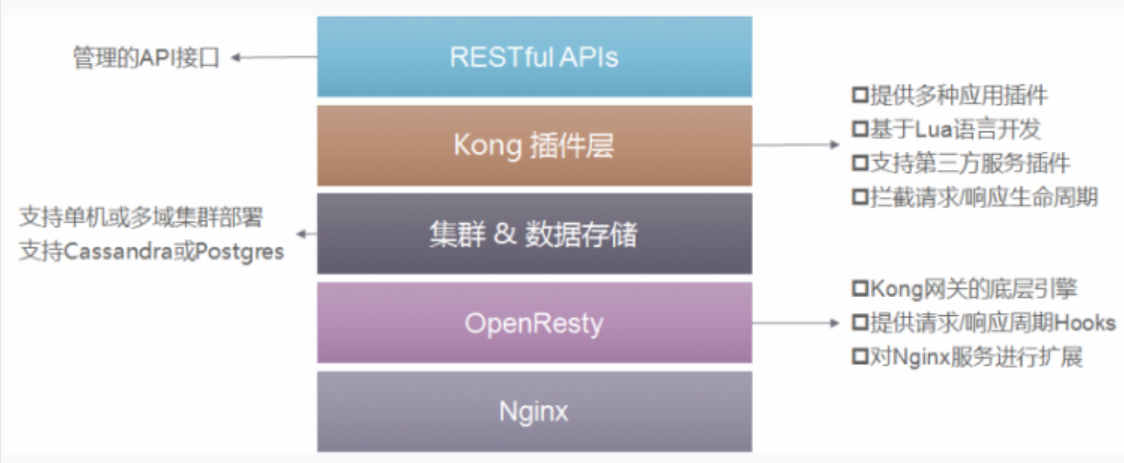 RESTful APIs
管理的API接口
Kong 插件层
提供多种应用插件
基于Lua语言开发
支持第三方服务插件
拦截请求/响应生命周期
集群 & 数据存储
支持单机或多域集群部署
支持Cassandra或Postgres
OpenResty
Kong网关的底层引擎
提供请求/响应周期Hooks
对Nginx服务进行扩展
Nginx